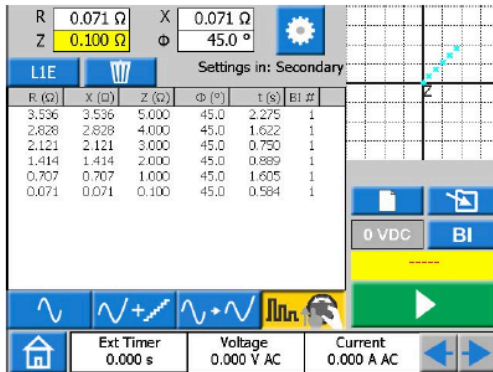 R 0.071 Ω X 0.071 Ω
Z 0.100 Ω Φ 45.0 °
L1E Settings in: Secondary
R (Ω) X (Ω) Z (Ω) Φ (°) t (s) BI #
3.536 3.536 5.000 45.0 2.275 1
2.828 2.828 4.000 45.0 1.622 1
2.121 2.121 3.000 45.0 0.750 1
1.414 1.414 2.000 45.0 0.889 1
0.707 0.707 1.000 45.0 1.605 1
0.071 0.071 0.100 45.0 0.584 1
Z
0 VDC BI
-----
Ext Timer Voltage Current
0.000 s 0.000 V AC 0.000 A AC